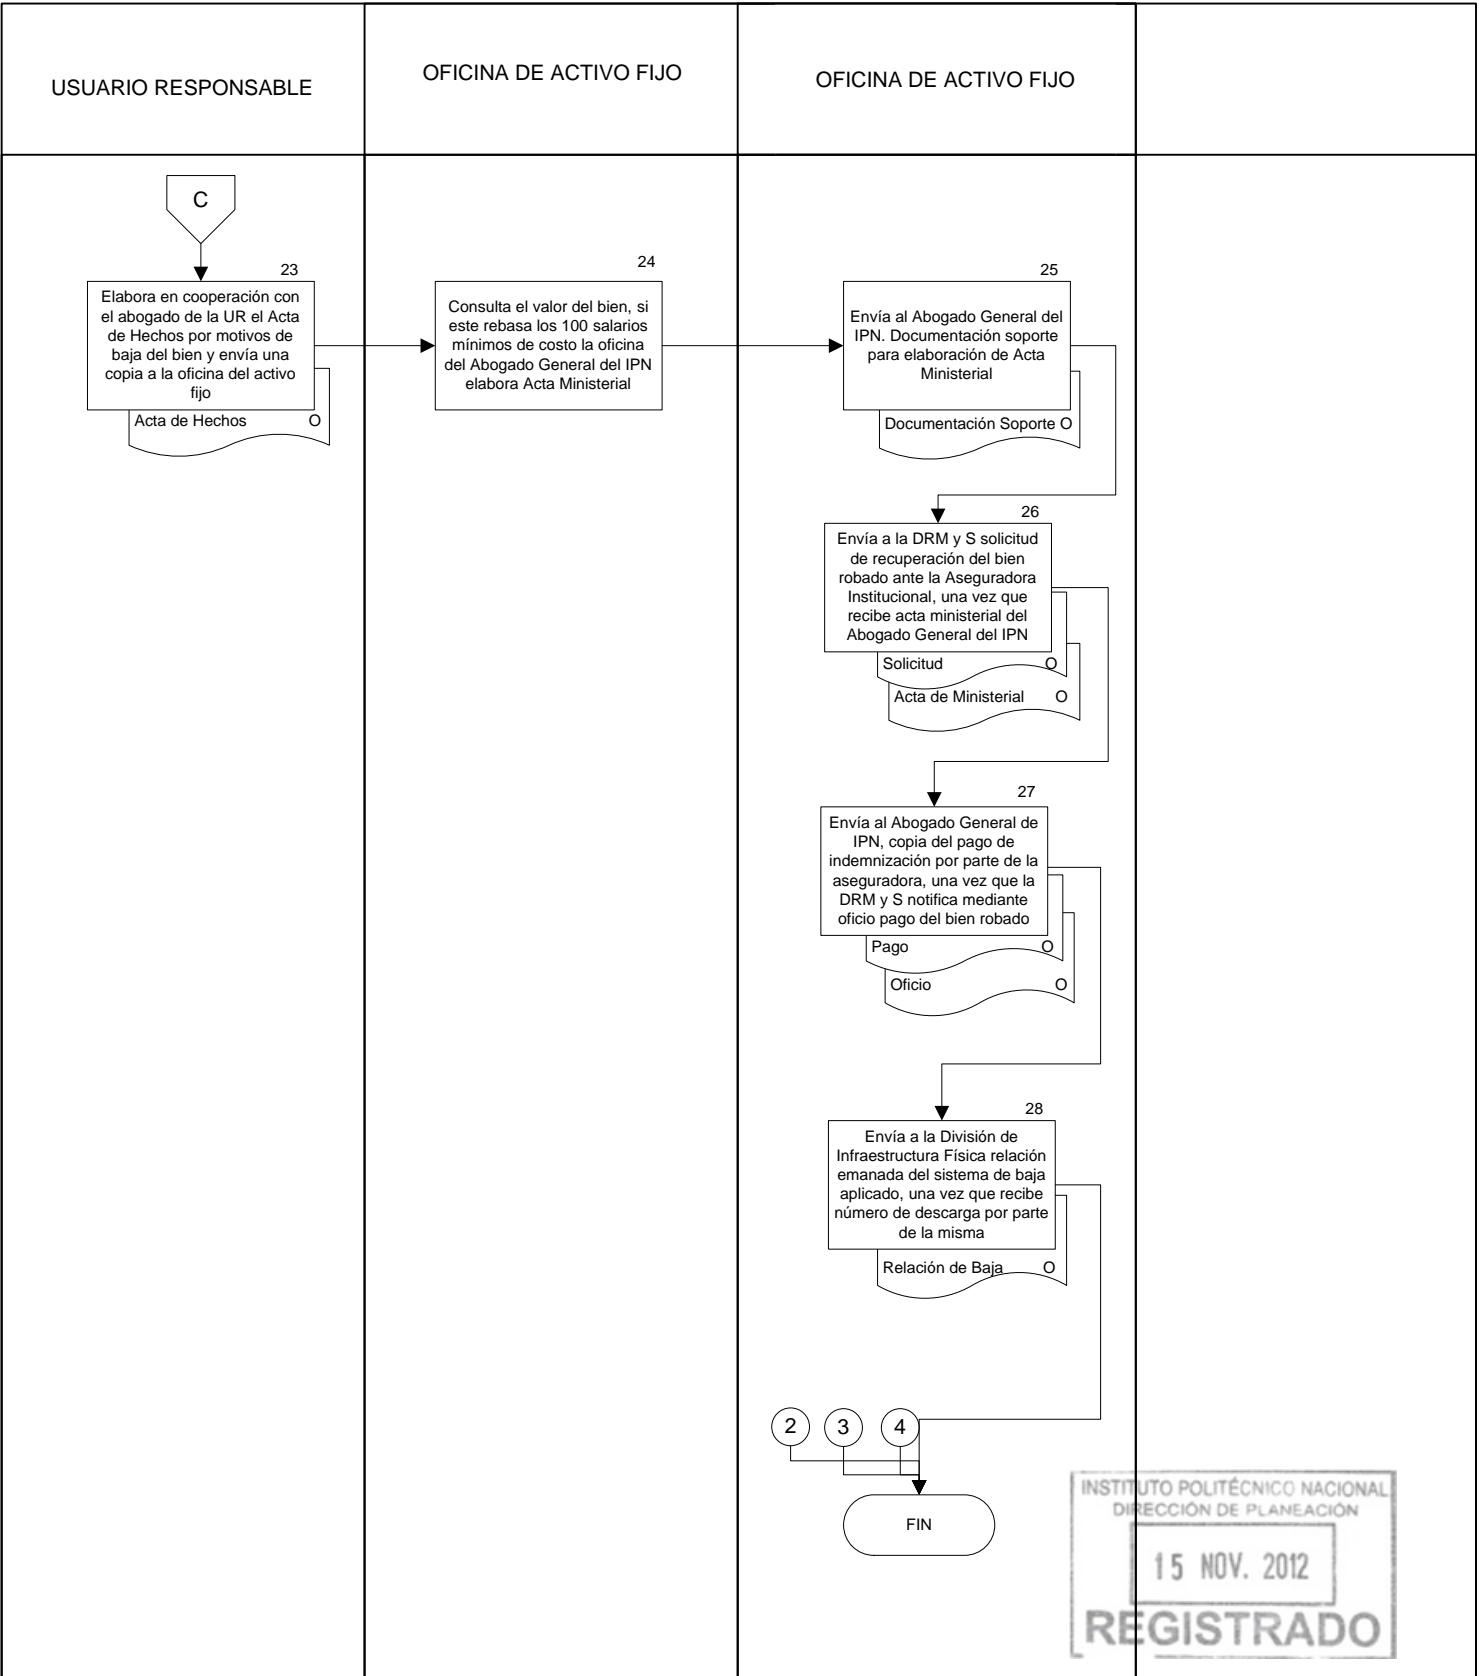 USUARIO RESPONSABLE
OFICINA DE ACTIVO FIJO
OFICINA DE ACTIVO FIJO
C
23
Elabora en cooperación con
el abogado de la UR el Acta
de Hechos por motivos de
baja del bien y envía una
copia a la oficina del activo
fijo
Acta de Hechos O
24
Consulta el valor del bien, si
este rebasa los 100 salarios
mínimos de costo la oficina
del Abogado General del IPN
elabora Acta Ministerial
25
Envía al Abogado General del
IPN. Documentación soporte
para elaboración de Acta
Ministerial
Documentación Soporte O
26
Envía a la DRM y S solicitud
de recuperación del bien
robado ante la Aseguradora
Institucional, una vez que
recibe acta ministerial del
Abogado General del IPN
Solicitud O
Acta de Ministerial O
27
Envía al Abogado General de
IPN, copia del pago de
indemnización por parte de la
aseguradora, una vez que la
DRM y S notifica mediante
oficio pago del bien robado
Pago O
Oficio O
28
Envía a la División de
Infraestructura Física relación
emanada del sistema de baja
aplicado, una vez que recibe
número de descarga por parte
de la misma
Relación de Baja O
2 3 4
FIN
INSTITUTO POLITÉCNICO NACIONAL
DIRECCIÓN DE PLANEACIÓN
15 NOV. 2012
REGISTRADO